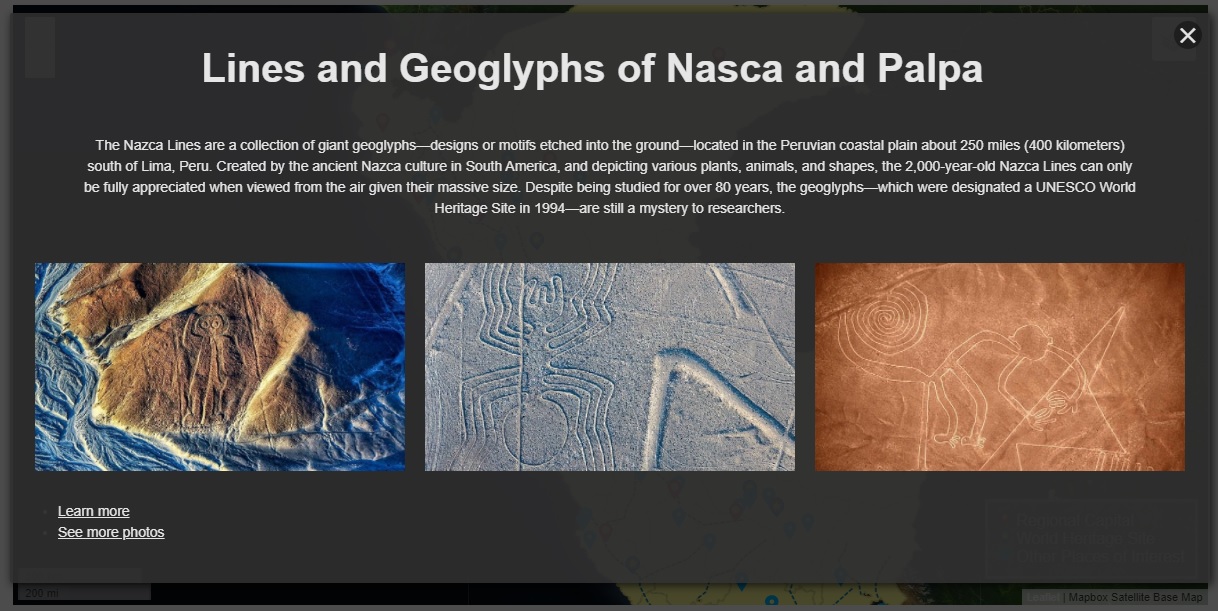 Lines and Geoglyphs of Nasca and Palpa
The Nazca Lines are a collection of giant geoglyphs—designs or motifs etched into the ground—located in the Peruvian coastal plain about 250 miles (400 kilometers)
south of Lima, Peru. Created by the ancient Nazca culture in South America, and depicting various plants, animals, and shapes, the 2,000-year-old Nazca Lines can only
be fully appreciated when viewed from the air given their massive size. Despite being studied for over 80 years, the geoglyphs—which were designated a UNESCO World
Heritage Site in 1994—are still a mystery to researchers.
Learn more
See more photos
Regional Capital
World Heritage Site
Other Places of Interest
200 mi
Leaflet | Mapbox Satellite Base Map